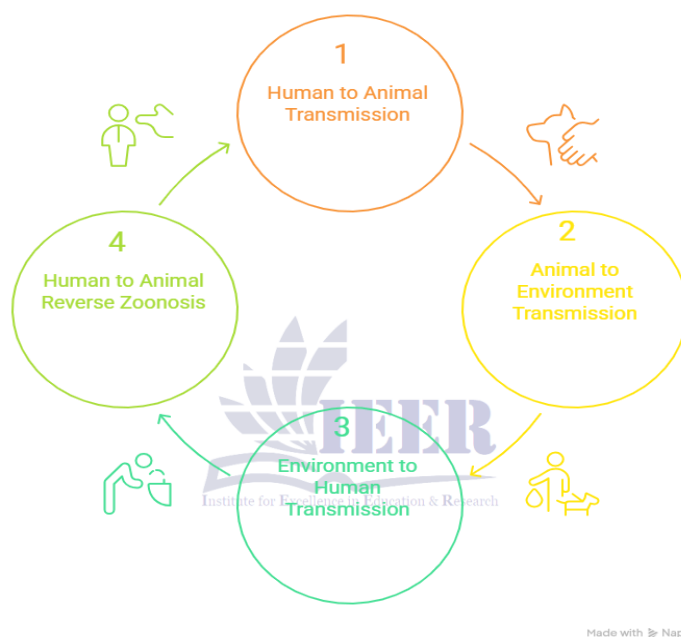 1
Human to Animal
Transmission
2
Animal to
Environment
Transmission
3
Environment to
Human
Transmission
4
Human to Animal
Reverse Zoonosis
IEER
Institute for Excellence in Education & Research
Made with Nap